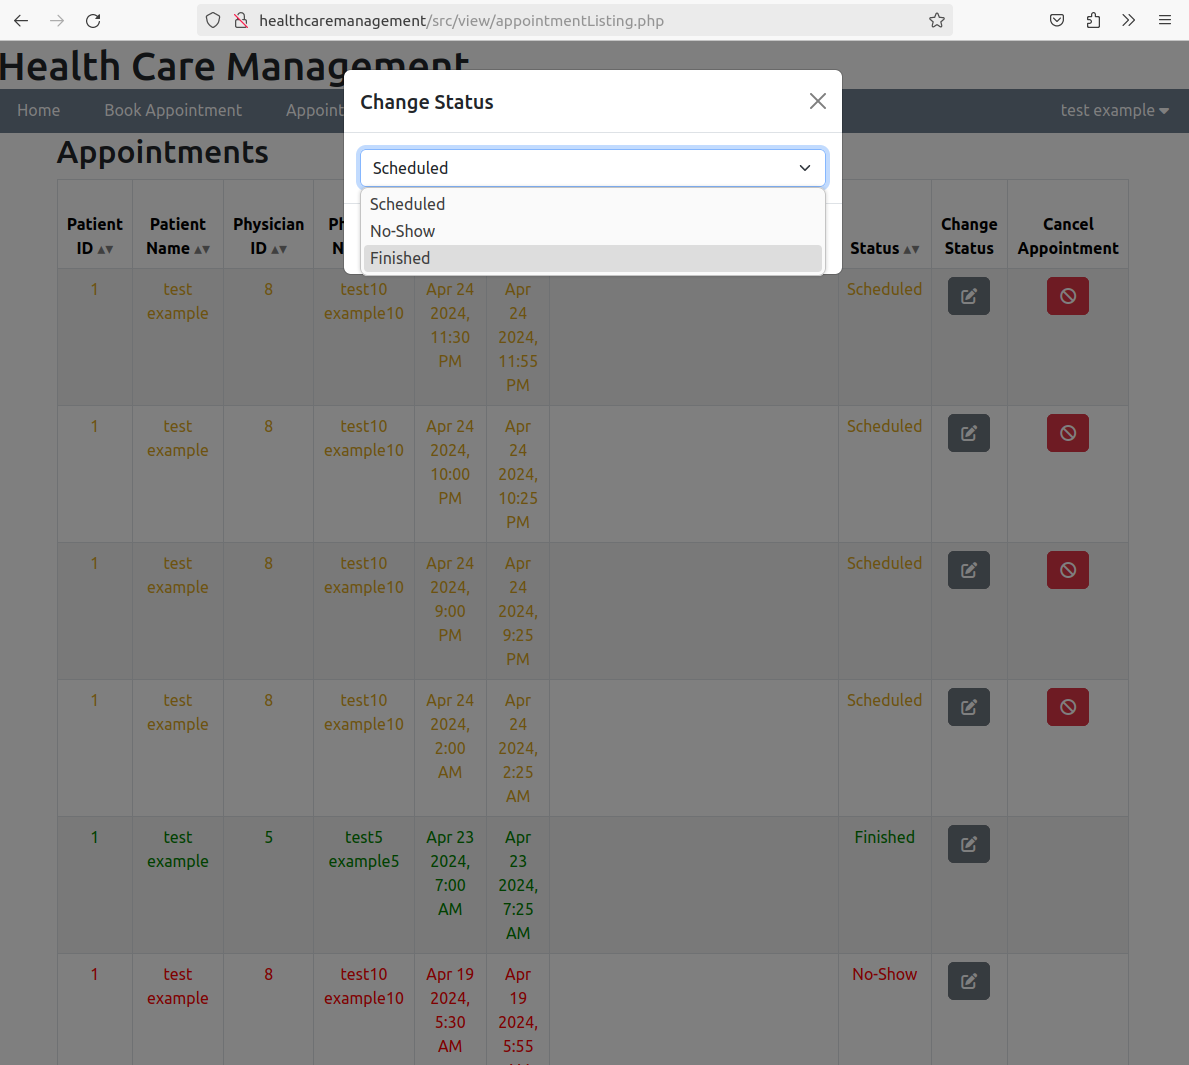 healthcaremanagement/src/view/appointmentListing.php
Health Care Management
Home Book Appointment Appoint test example
Change Status
Scheduled
Scheduled
No-Show
Finished
Appointments
Patient ID Patient Name Physician ID Ph N Status Change Status Cancel Appointment
1 test example 8 test10 example10 Apr 24 2024, 11:30 PM Apr 24 2024, 11:55 PM Scheduled
1 test example 8 test10 example10 Apr 24 2024, 10:00 PM Apr 24 2024, 10:25 PM Scheduled
1 test example 8 test10 example10 Apr 24 2024, 9:00 PM Apr 24 2024, 9:25 PM Scheduled
1 test example 8 test10 example10 Apr 24 2024, 2:00 AM Apr 24 2024, 2:25 AM Scheduled
1 test example 5 test5 example5 Apr 23 2024, 7:00 AM Apr 23 2024, 7:25 AM Finished
1 test example 8 test10 example10 Apr 19 2024, 5:30 AM Apr 19 2024, 5:55 No-Show